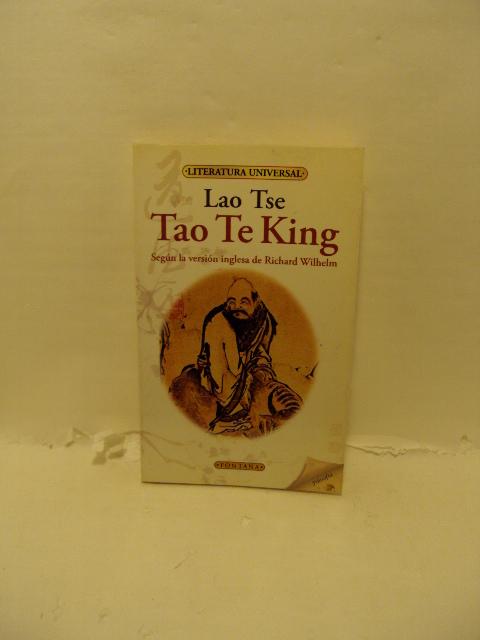 ·LITERATURA UNIVERSAL·
Lao Tse
Tao Te King
Según la versión inglesa de Richard Wilhelm
·FONTANA·